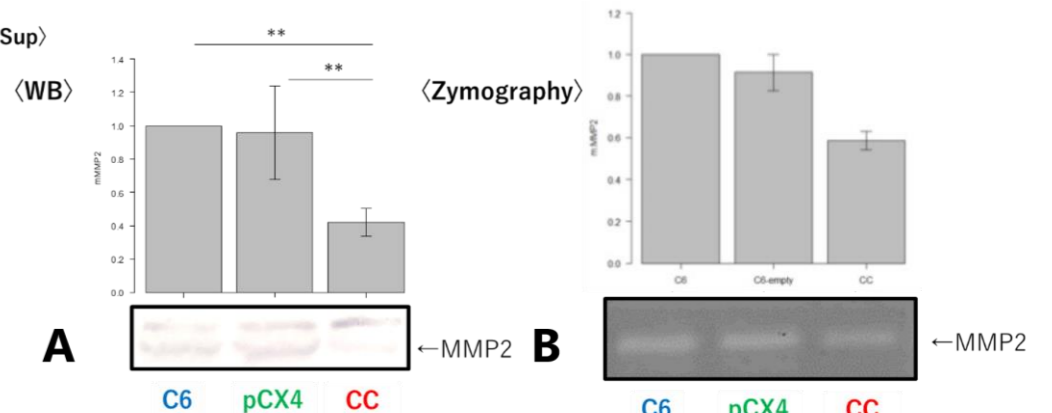 Sup〉
〈WB〉
**
**
1.4
1.2
1.0
0.8
0.6
0.4
0.2
0.0
mMMP2
A
←MMP2
C6
pCX4
CC
〈Zymography〉
1.2
1.0
0.8
0.6
0.4
0.2
0.0
m.MMP2
C6
C6-empty
CC
B
←MMP2
C6
pCX4
CC